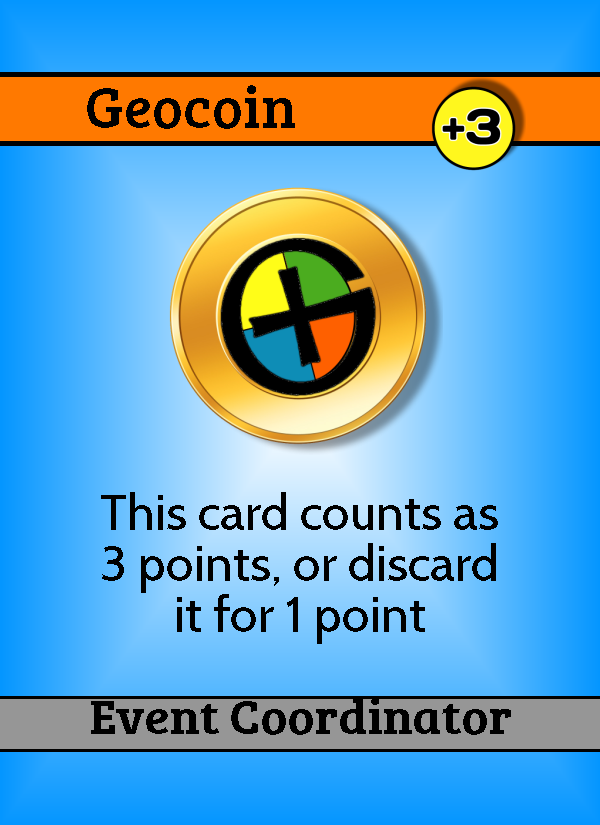 Geocoin
+3
This card counts as
3 points, or discard
it for 1 point
Event Coordinator